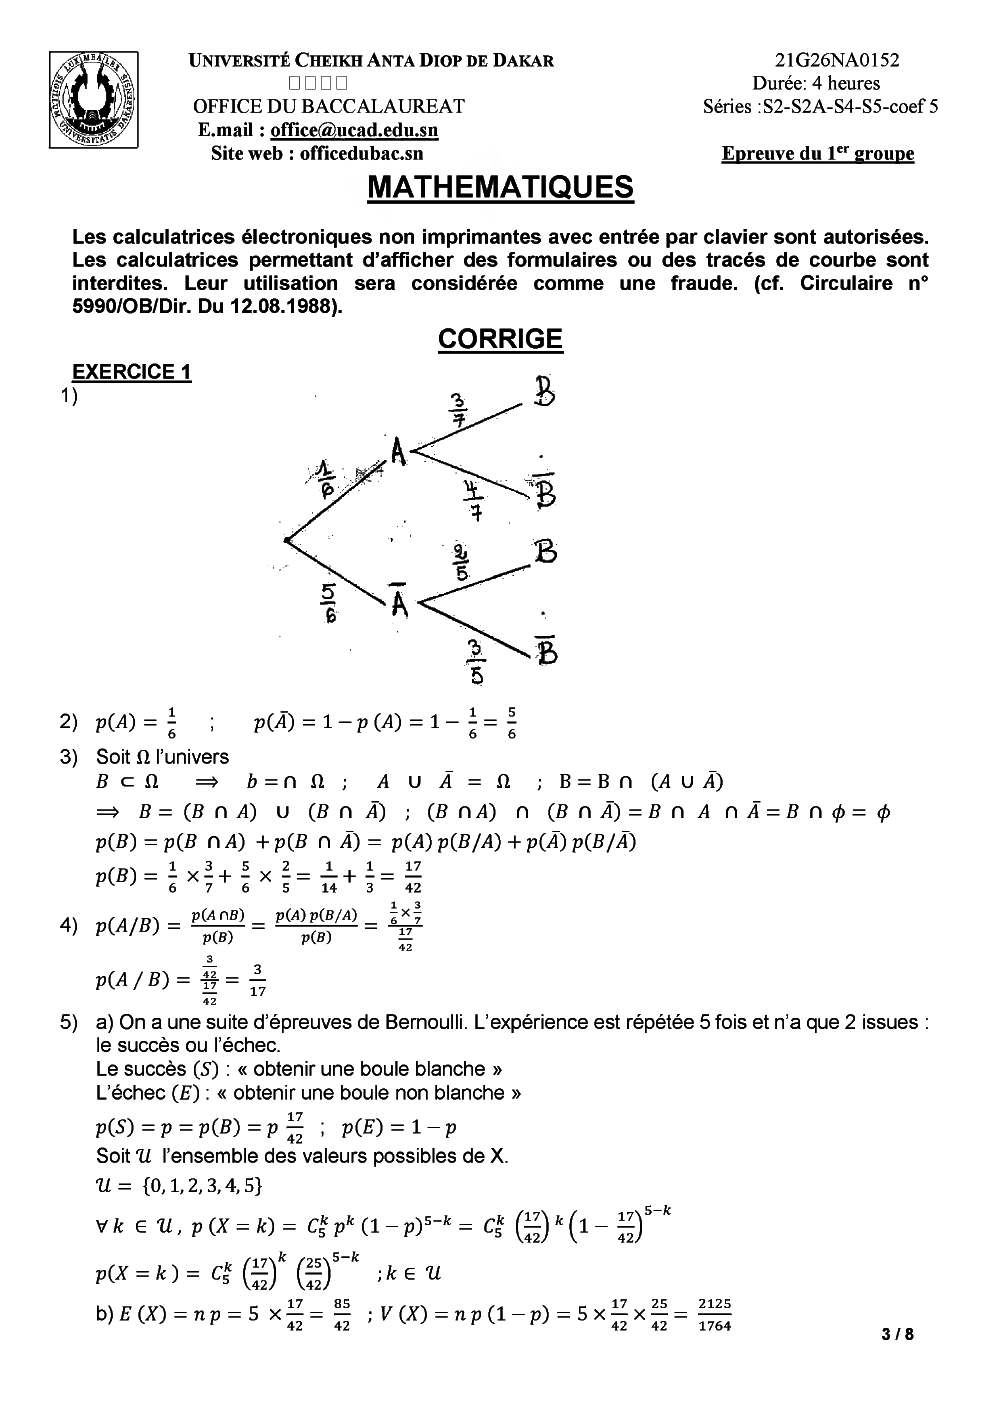 UNIVERSITÉ CHEIKH ANTA DIOP DE DAKAR
21G26NA0152
□□□□
Durée: 4 heures
OFFICE DU BACCALAUREAT
Séries :S2-S2A-S4-S5-coef 5
E.mail : office@ucad.edu.sn
Site web : officedubac.sn
Epreuve du 1er groupe
MATHEMATIQUES
Les calculatrices électroniques non imprimantes avec entrée par clavier sont autorisées.
Les calculatrices permettant d'afficher des formulaires ou des tracés de courbe sont
interdites. Leur utilisation sera considérée comme une fraude. (cf. Circulaire n°
5990/OB/Dir. Du 12.08.1988).
CORRIGE
EXERCICE 1
1)
3/7 B
A
1/6
4/7 B̄
2/5 B
5/6 Ā
3/5 B̄
2) p(A) = 1/6 ; p(Ā) = 1 − p (A) = 1 − 1/6 = 5/6
3) Soit Ω l'univers
B ⊂ Ω ⟹ b = ∩ Ω ; A ∪ Ā = Ω ; B = B ∩ (A ∪ Ā)
⟹ B = (B ∩ A) ∪ (B ∩ Ā) ; (B ∩ A) ∩ (B ∩ Ā) = B ∩ A ∩ Ā = B ∩ ϕ = ϕ
p(B) = p(B ∩ A) + p(B ∩ Ā) = p(A) p(B/A) + p(Ā) p(B/Ā)
p(B) = 1/6 × 3/7 + 5/6 × 2/5 = 1/14 + 1/3 = 17/42
4) p(A/B) = p(A ∩B)/p(B) = p(A) p(B/A)/p(B) = (1/6 × 3/7)/(17/42)
p(A / B) = (3/42)/(17/42) = 3/17
5) a) On a une suite d'épreuves de Bernoulli. L'expérience est répétée 5 fois et n'a que 2 issues :
le succès ou l'échec.
Le succès (S) : « obtenir une boule blanche »
L'échec (E) : « obtenir une boule non blanche »
p(S) = p = p(B) = p 17/42 ; p(E) = 1 − p
Soit 𝒰 l'ensemble des valeurs possibles de X.
𝒰 = {0, 1, 2, 3, 4, 5}
∀ k ∈ 𝒰 , p (X = k) = C₅ᵏ pᵏ (1 − p)⁵⁻ᵏ = C₅ᵏ (17/42)ᵏ (1 − 17/42)⁵⁻ᵏ
p(X = k ) = C₅ᵏ (17/42)ᵏ (25/42)⁵⁻ᵏ ; k ∈ 𝒰
b) E (X) = n p = 5 × 17/42 = 85/42 ; V (X) = n p (1 − p) = 5 × 17/42 × 25/42 = 2125/1764
3 / 8